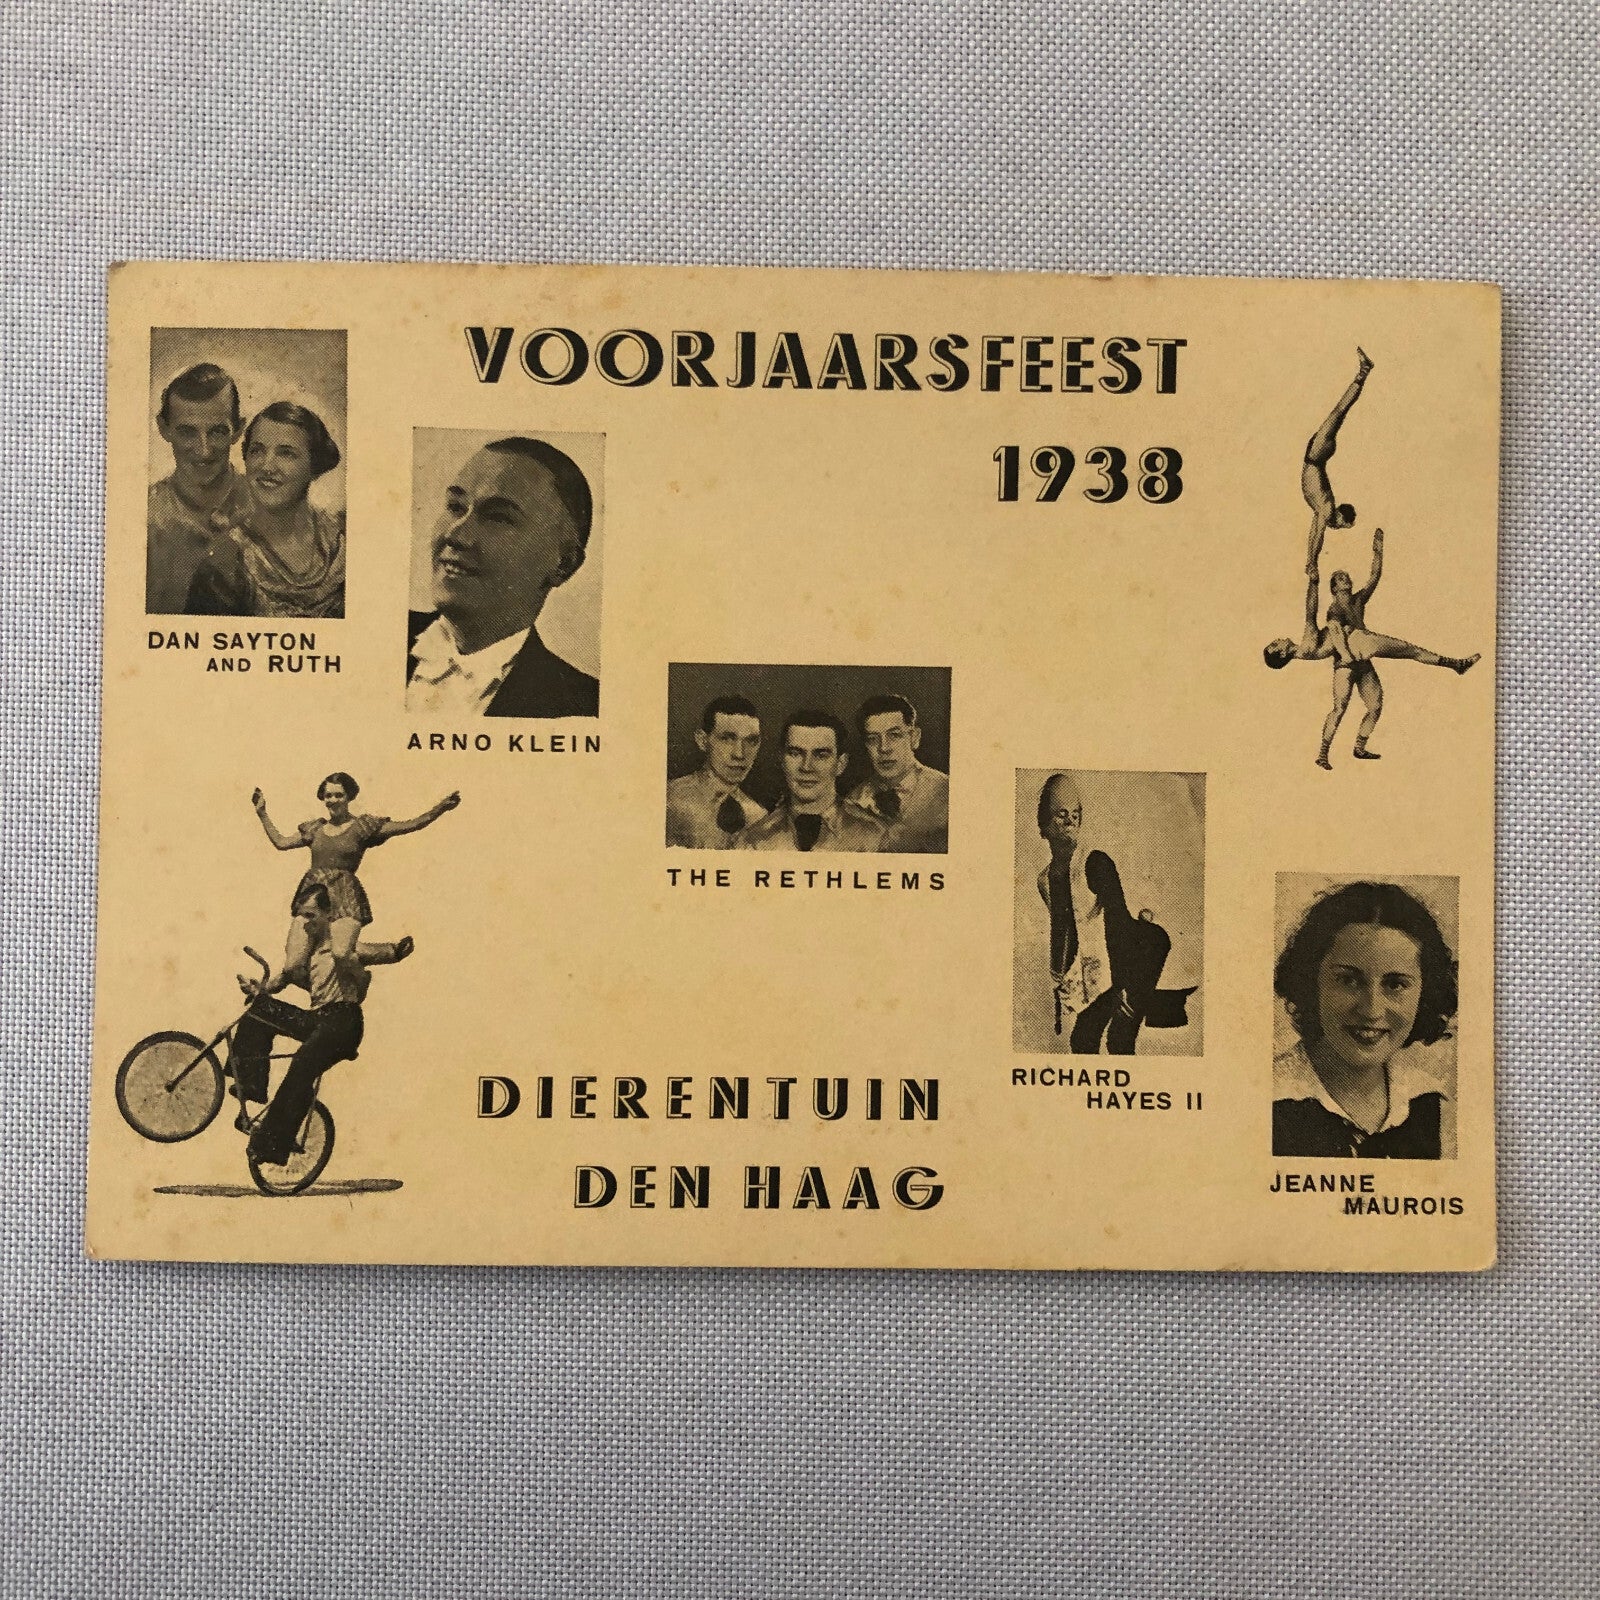 VOORJAARSFEEST
1938
DAN SAYTON
AND RUTH
ARNO KLEIN
THE RETHLEMS
RICHARD
HAYES II
JEANNE
MAUROIS
DIERENTUIN
DEN HAAG